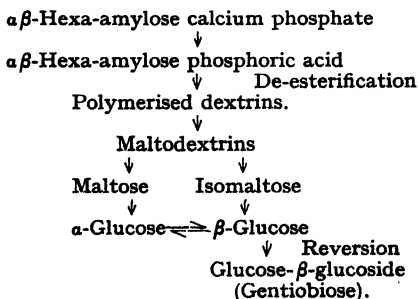 αβ-Hexa-amylose calcium phosphate
↓
αβ-Hexa-amylose phosphoric acid
↓ De-esterification
Polymerised dextrins.
↓
Maltodextrins
↓ ↓
Maltose Isomaltose
↓ ↓
α-Glucose ⇌ β-Glucose
↓ Reversion
Glucose-β-glucoside
(Gentiobiose).